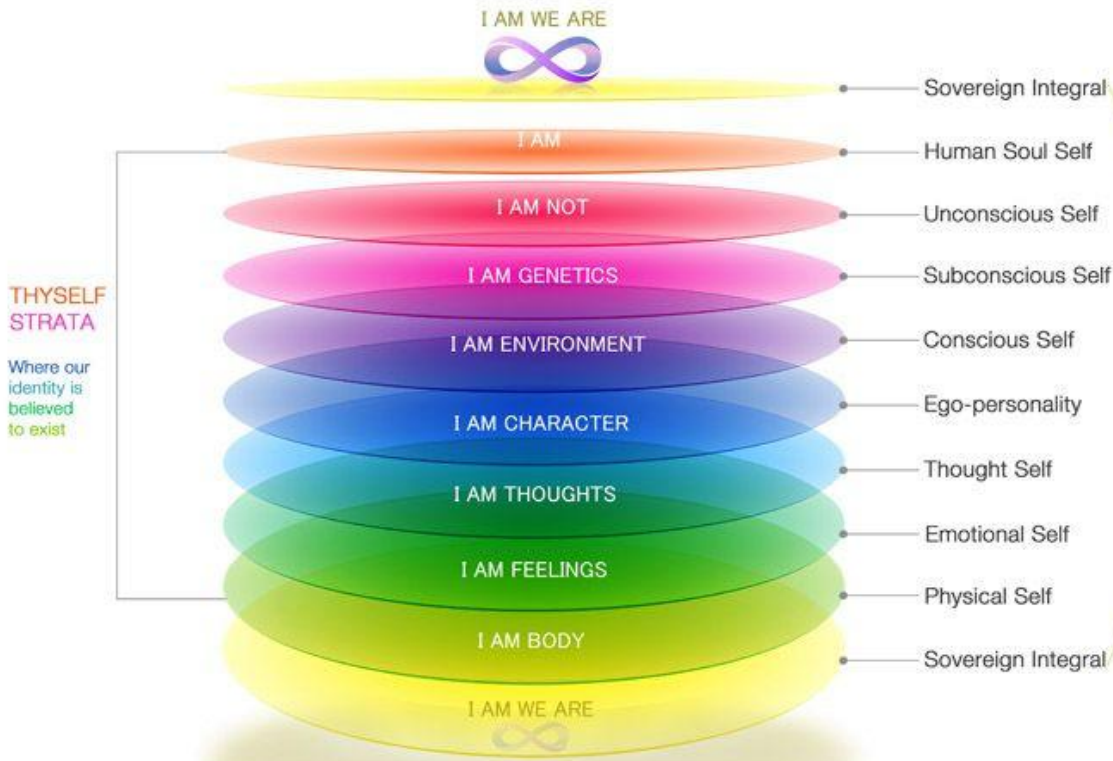 I AM WE ARE
Sovereign Integral
I AM
Human Soul Self
I AM NOT
Unconscious Self
I AM GENETICS
Subconscious Self
THYSELF
STRATA
I AM ENVIRONMENT
Conscious Self
Where our
identity is
believed
to exist
I AM CHARACTER
Ego-personality
Thought Self
I AM THOUGHTS
Emotional Self
I AM FEELINGS
Physical Self
I AM BODY
Sovereign Integral
I AM WE ARE